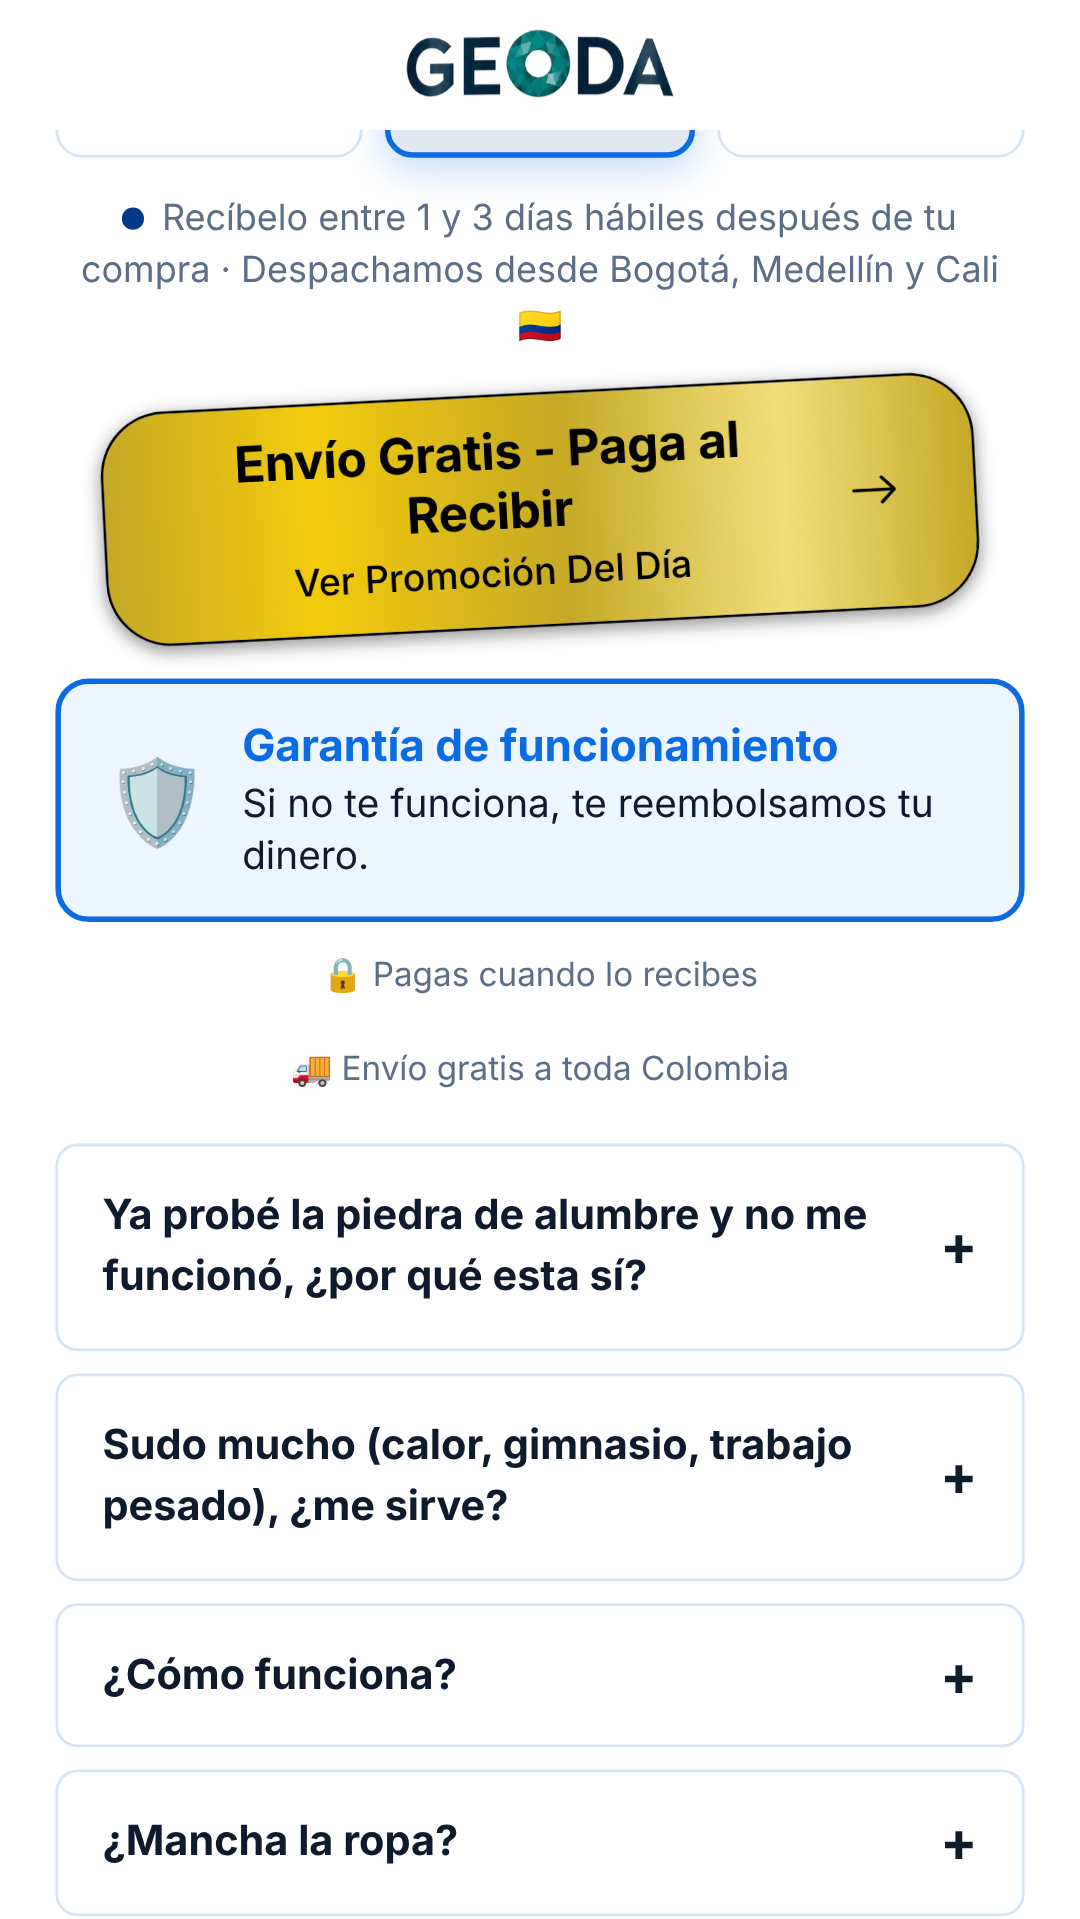 GEODA
Recíbelo entre 1 y 3 días hábiles después de tu
compra · Despachamos desde Bogotá, Medellín y Cali
🇨🇴
Envío Gratis - Paga al
Recibir
Ver Promoción Del Día
→
Garantía de funcionamiento
Si no te funciona, te reembolsamos tu
dinero.
🔒 Pagas cuando lo recibes
🚚 Envío gratis a toda Colombia
Ya probé la piedra de alumbre y no me
funcionó, ¿por qué esta sí?
+
Sudo mucho (calor, gimnasio, trabajo
pesado), ¿me sirve?
+
¿Cómo funciona?
+
¿Mancha la ropa?
+